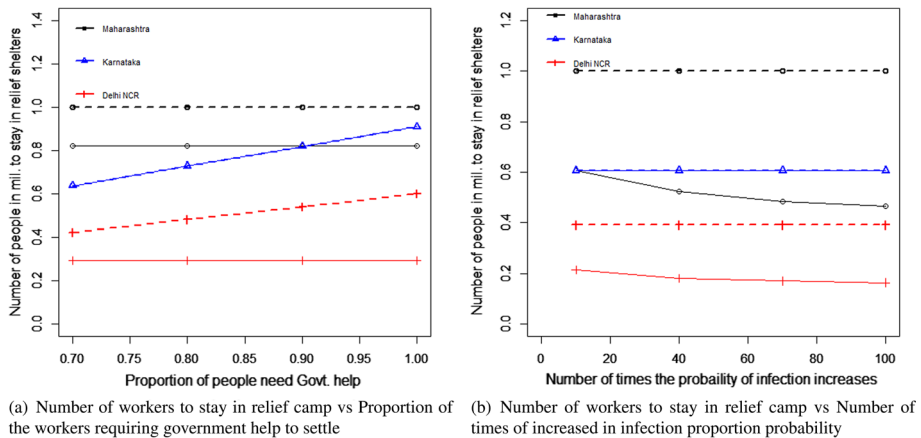 Number of people in mil. to stay in relief shelters
1.4
1.2
1.0
0.8
0.6
0.4
0.2
0.0
Maharashtra
Karnataka
Delhi NCR
0.70 0.75 0.80 0.85 0.90 0.95 1.00
Proportion of people need Govt. help
(a) Number of workers to stay in relief camp vs Proportion of
the workers requiring government help to settle
Number of people in mil. to stay in relief shelters
1.2
1.0
0.8
0.6
0.4
0.2
0.0
Maharashtra
Karnataka
Delhi NCR
0 20 40 60 80 100
Number of times the probaility of infection increases
(b) Number of workers to stay in relief camp vs Number of
times of increased in infection proportion probability